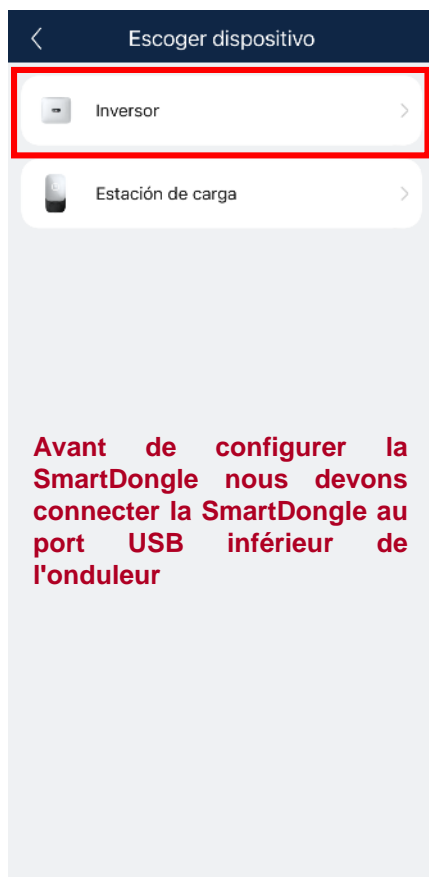 Escoger dispositivo
Inversor
Estación de carga
Avant de configurer la
SmartDongle nous devons
connecter la SmartDongle au
port USB inférieur de
l'onduleur